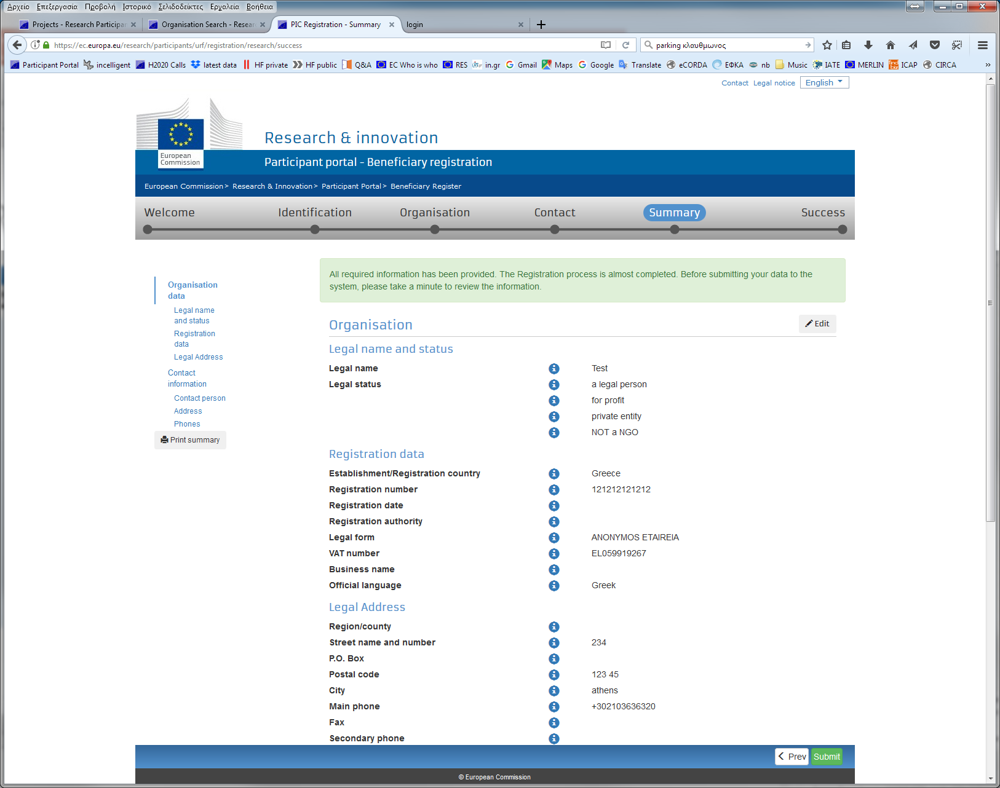 Αρχείο Επεξεργασία Προβολή Ιστορικό Σελιδοδείκτες Εργαλεία Βοήθεια
Projects - Research Participan
Organisation Search - Resear
PIC Registration - Summary
login
https://ec.europa.eu/research/participants/urf/registration/research/success
parking κλαυθμωνος
Participant Portal incelligent H2020 Calls latest data HF private HF public Q&A EC Who is who RES in.gr Gmail Maps Google Translate eCORDA ΕΦΚΑ nb Music IATE MERLIN ICAP CIRCA »
Contact Legal notice English
Research & innovation
European
Commission
Participant portal - Beneficiary registration
European Commission > Research & Innovation > Participant Portal > Beneficiary Register
Welcome Identification Organisation Contact Summary Success
All required information has been provided. The Registration process is almost completed. Before submitting your data to the
system, please take a minute to review the information.
Organisation
data
Legal name
and status
Registration
data
Legal Address
Contact
information
Contact person
Address
Phones
Print summary
Organisation Edit
Legal name and status
Legal name Test
Legal status a legal person
for profit
private entity
NOT a NGO
Registration data
Establishment/Registration country Greece
Registration number 121212121212
Registration date
Registration authority
Legal form ANONYMOS ETAIREIA
VAT number EL059919267
Business name
Official language Greek
Legal Address
Region/county
Street name and number 234
P.O. Box
Postal code 123 45
City athens
Main phone +302103636320
Fax
Secondary phone
Prev Submit
© European Commission